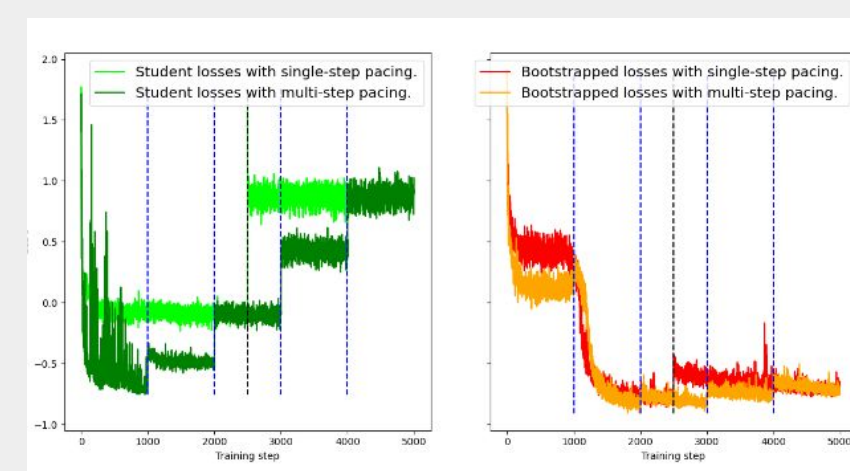 Student losses with single-step pacing.
Student losses with multi-step pacing.
2.0
1.5
1.0
0.5
0.0
−0.5
−1.0
0 1000 2000 3000 4000 5000
Training step
Bootstrapped losses with single-step pacing.
Bootstrapped losses with multi-step pacing.
0 1000 2000 3000 4000 5000
Training step